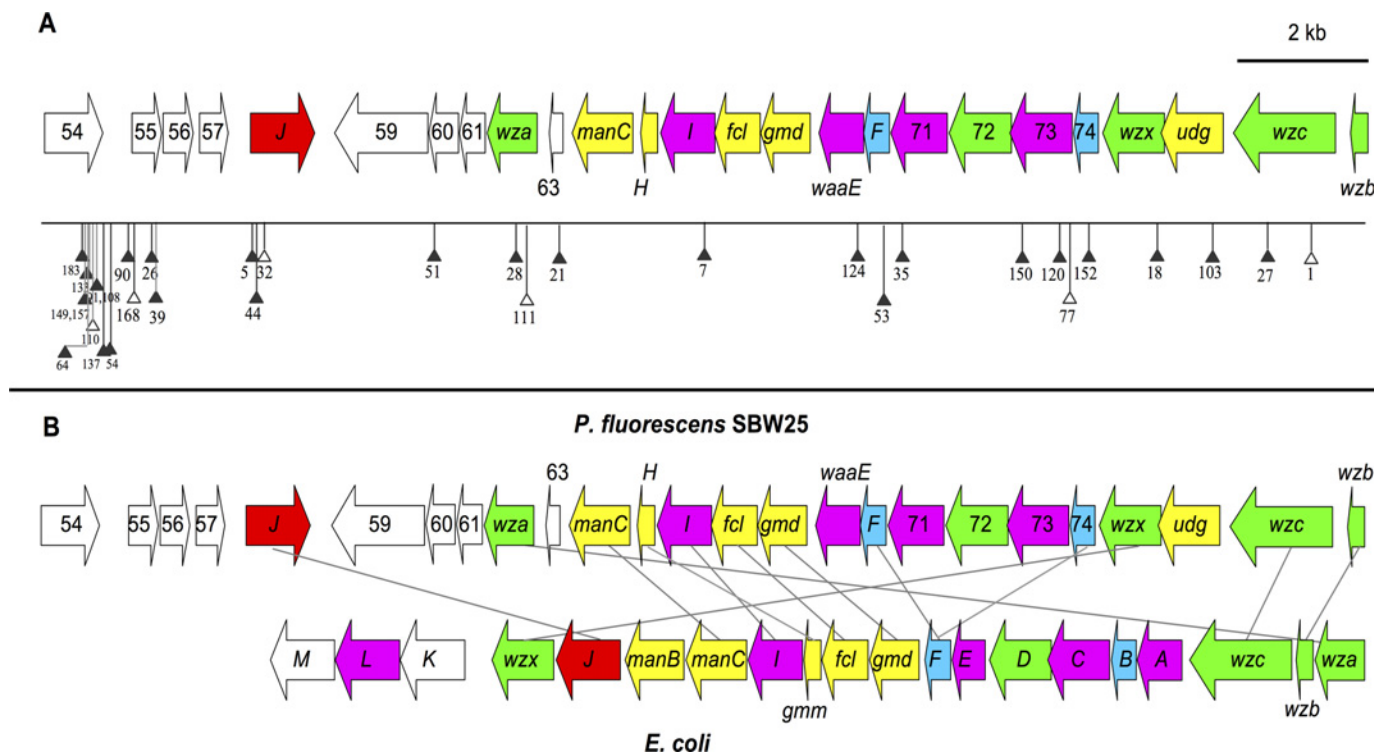 A
2 kb
54 55 56 57 J 59 60 61 wza manC I fcl gmd F 71 72 73 74 wzx udg wzc
63 H waaE wzb
183 90 26 5 32 51 28 21 7 124 35 150 120 152 18 103 27 1
133 1,108
149,157 168 39 44 111 53 77
110
64 137 54
B
P. fluorescens SBW25
63 H waaE wzb
54 55 56 57 J 59 60 61 wza manC I fcl gmd F 71 72 73 74 wzx udg wzc
M L K wzx J manB manC I fcl gmd F E D C B A wzc wza
gmm wzb
E. coli